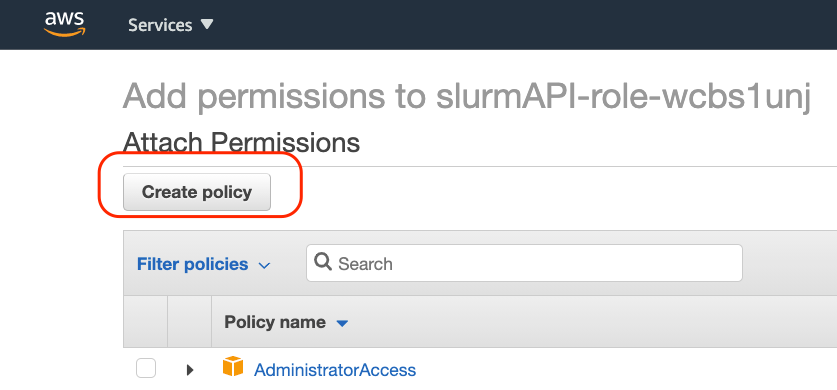 aws
Services
Add permissions to slurmAPI-role-wcbs1unj
Attach Permissions
Create policy
Filter policies
Search
Policy name
AdministratorAccess